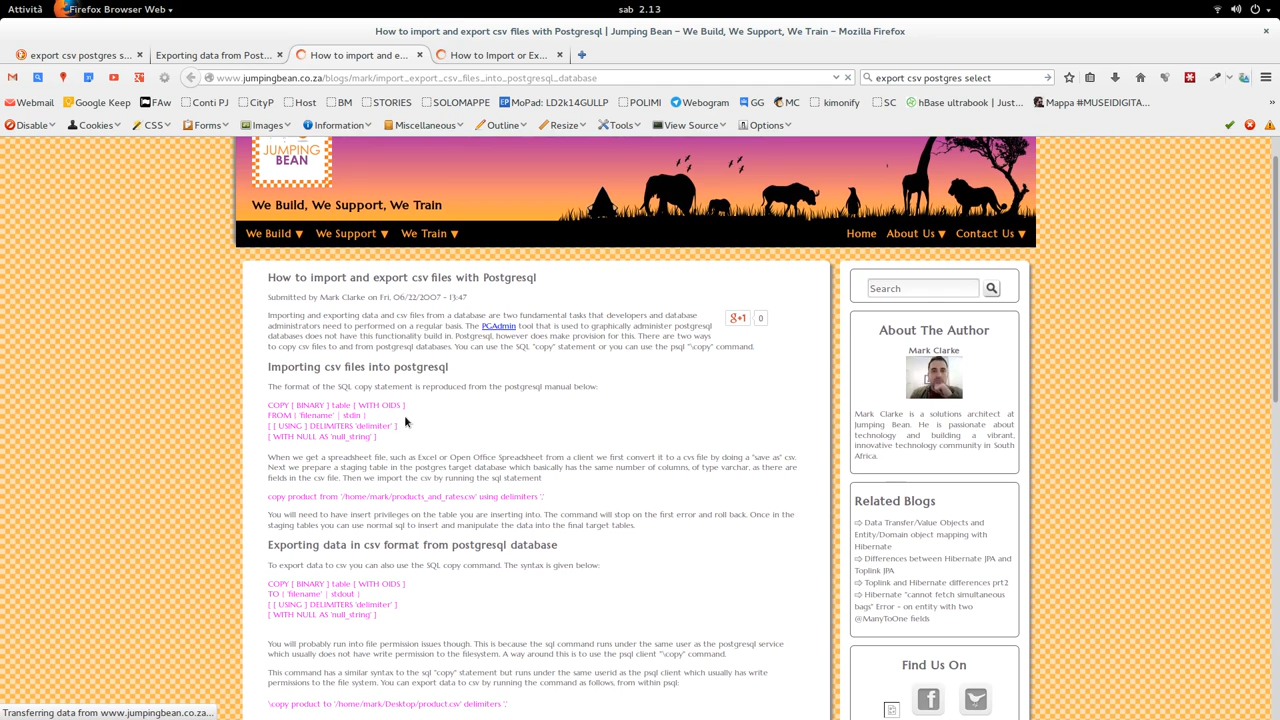 Attività Firefox Browser Web ▾ sab 2.13
How to import and export csv files with Postgresql | Jumping Bean – We Build, We Support, We Train – Mozilla Firefox
export csv postgres s... × Exporting data from Post... × How to import and e... × How to Import or Ex... ×
www.jumpingbean.co.za/blogs/mark/import_export_csv_files_into_postgresql_database export csv postgres select
Webmail Google Keep FAw Conti PJ CityP Host BM STORIES SOLOMAPPE MoPad: LD2k14GULLP POLIMI Webogram GG MC kimonify SC hBase ultrabook | Just... Mappa #MUSEIDIGITA... »
Disable Cookies CSS Forms Images Information Miscellaneous Outline Resize Tools View Source Options
JUMPING
BEAN
We Build, We Support, We Train
We Build ▼ We Support ▼ We Train ▼ Home About Us ▼ Contact Us ▼
How to import and export csv files with Postgresql
Submitted by Mark Clarke on Fri, 06/22/2007 - 13:47
g+1 0
Importing and exporting data and csv files from a database are two fundamental tasks that developers and database
administrators need to performed on a regular basis. The PGAdmin tool that is used to graphically administer postgresql
databases does not have this functionality build in. Postgresql, however does make provision for this. There are two ways
to copy csv files to and from postgresql databases. You can use the SQL "copy" statement or you can use the psql "\copy" command.
Importing csv files into postgresql
The format of the SQL copy statement is reproduced from the postgresql manual below:
COPY [ BINARY ] table [ WITH OIDS ]
FROM { 'filename' | stdin }
[ [ USING ] DELIMITERS 'delimiter' ]
[ WITH NULL AS 'null_string' ]
When we get a spreadsheet file, such as Excel or Open Office Spreadsheet from a client we first convert it to a cvs file by doing a "save as" csv.
Next we prepare a staging table in the postgres target database which basically has the same number of columns, of type varchar, as there are
fields in the csv file. Then we import the csv by running the sql statement
copy product from '/home/mark/products_and_rates.csv' using delimiters ','
You will need to have insert privileges on the table you are inserting into. The command will stop on the first error and roll back. Once in the
staging tables you can use normal sql to insert and manipulate the data into the final target tables.
Exporting data in csv format from postgresql database
To export data to csv you can also use the SQL copy command. The syntax is given below:
COPY [ BINARY ] table [ WITH OIDS ]
TO { 'filename' | stdout }
[ [ USING ] DELIMITERS 'delimiter' ]
[ WITH NULL AS 'null_string' ]
You will probably run into file permission issues though. This is because the sql command runs under the same user as the postgresql service
which usually does not have write permission to the filesystem. A way around this is to use the psql client "\copy" command.
This command has a similar syntax to the sql "copy" statement but runs under the same userid as the psql client which usually has write
permissions to the file system. You can export data to csv by running the command as follows, from within psql:
\copy product to '/home/mark/Desktop/product.csv' delimiters ','
Search
About The Author
Mark Clarke
Mark Clarke is a solutions architect at
Jumping Bean. He is passionate about
technology and building a vibrant,
innovative technology community in South
Africa.
Related Blogs
⇨ Data Transfer/Value Objects and
Entity/Domain object mapping with
Hibernate
⇨ Differences between Hibernate JPA and
Toplink JPA
⇨ Toplink and Hibernate differences prt2
⇨ Hibernate "cannot fetch simultaneous
bags" Error - on entity with two
@ManyToOne fields
Find Us On
Transferring data from www.jumpingbean.co.za...